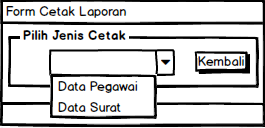 Form Cetak Laporan
Pilih Jenis Cetak
Kembali
Data Pegawai
Data Surat